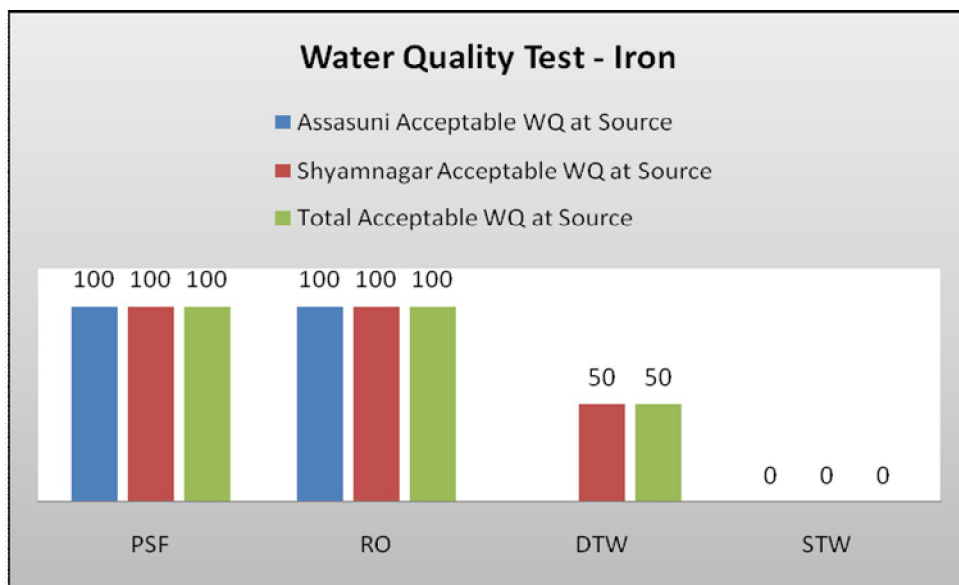 Water Quality Test - Iron
Assasuni Acceptable WQ at Source
Shyamnagar Acceptable WQ at Source
Total Acceptable WQ at Source
100 100 100 100 100 100
50 50
0 0 0
PSF RO DTW STW